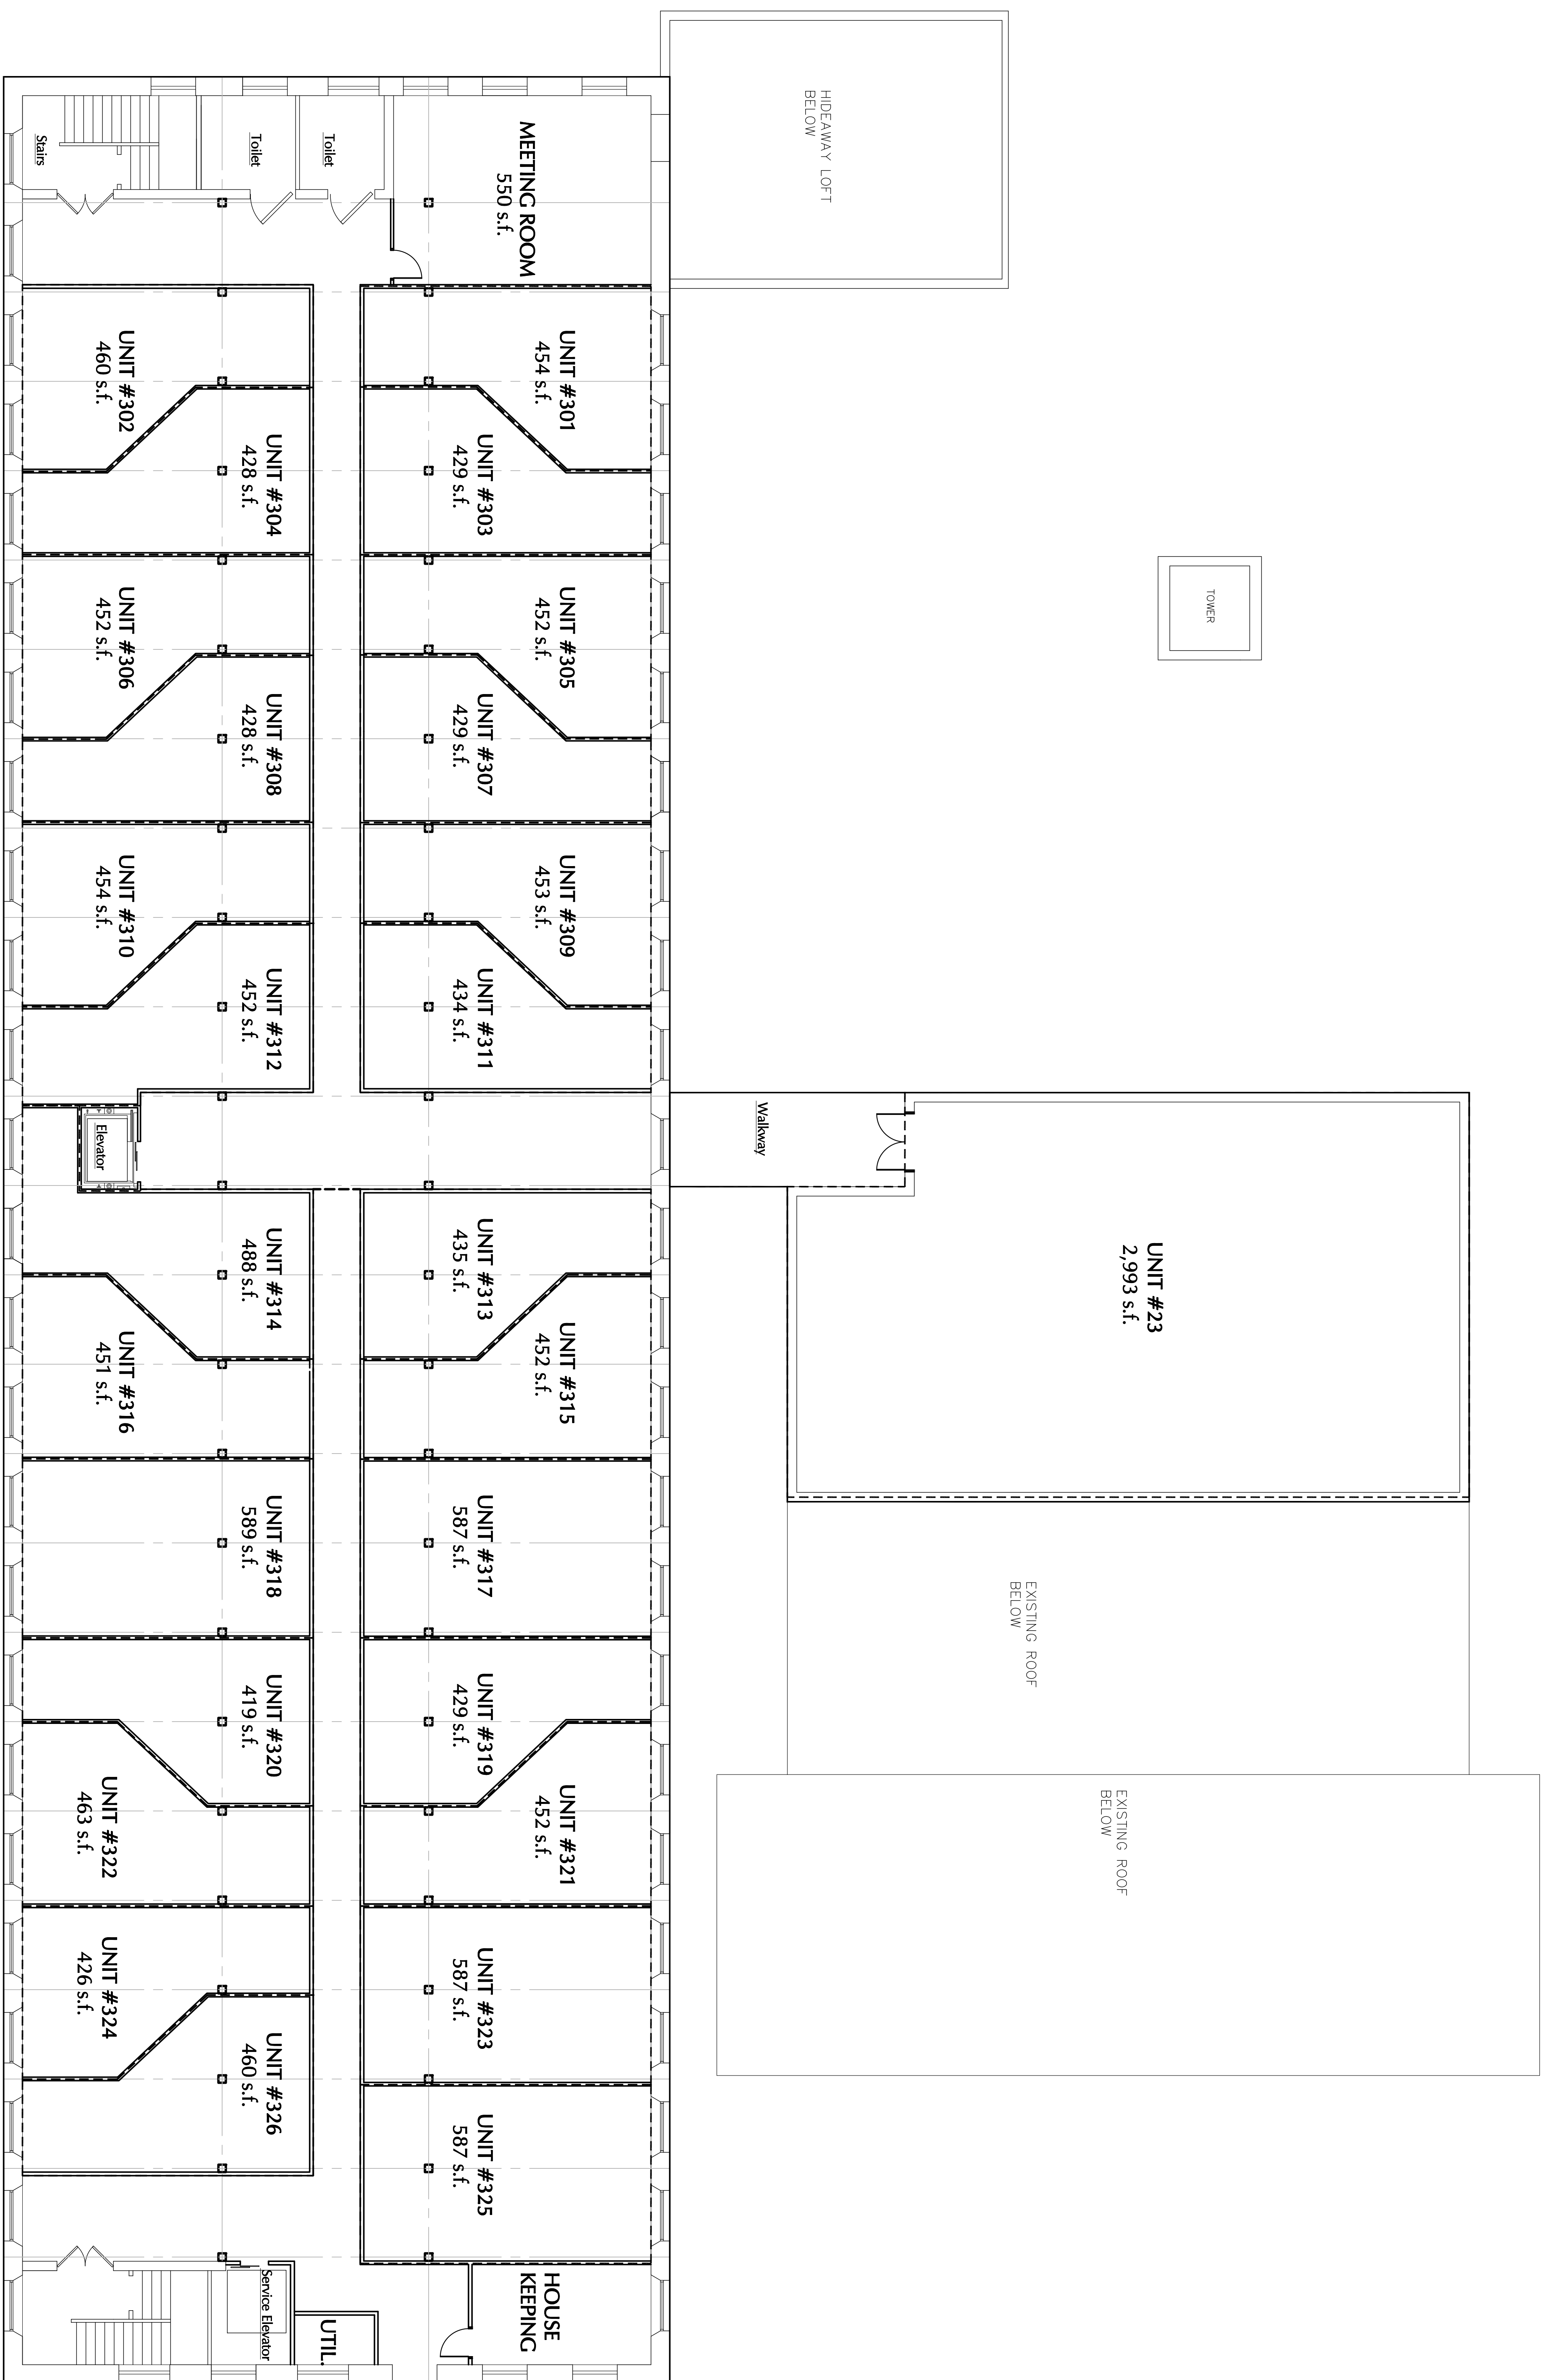 HIDEAWAY LOFT
BELOW
TOWER
Stairs
Toilet
Toilet
MEETING ROOM
550 s.f.
UNIT #301
454 s.f.
UNIT #303
429 s.f.
UNIT #305
452 s.f.
UNIT #307
429 s.f.
UNIT #309
453 s.f.
UNIT #311
434 s.f.
UNIT #302
460 s.f.
UNIT #304
428 s.f.
UNIT #306
452 s.f.
UNIT #308
428 s.f.
UNIT #310
454 s.f.
UNIT #312
452 s.f.
Elevator
Walkway
UNIT #23
2,993 s.f.
EXISTING ROOF
BELOW
EXISTING ROOF
BELOW
UNIT #313
435 s.f.
UNIT #315
452 s.f.
UNIT #317
587 s.f.
UNIT #319
429 s.f.
UNIT #321
452 s.f.
UNIT #323
587 s.f.
UNIT #325
587 s.f.
UNIT #314
488 s.f.
UNIT #316
451 s.f.
UNIT #318
589 s.f.
UNIT #320
419 s.f.
UNIT #322
463 s.f.
UNIT #324
426 s.f.
UNIT #326
460 s.f.
HOUSE
KEEPING
UTIL.
Service Elevator